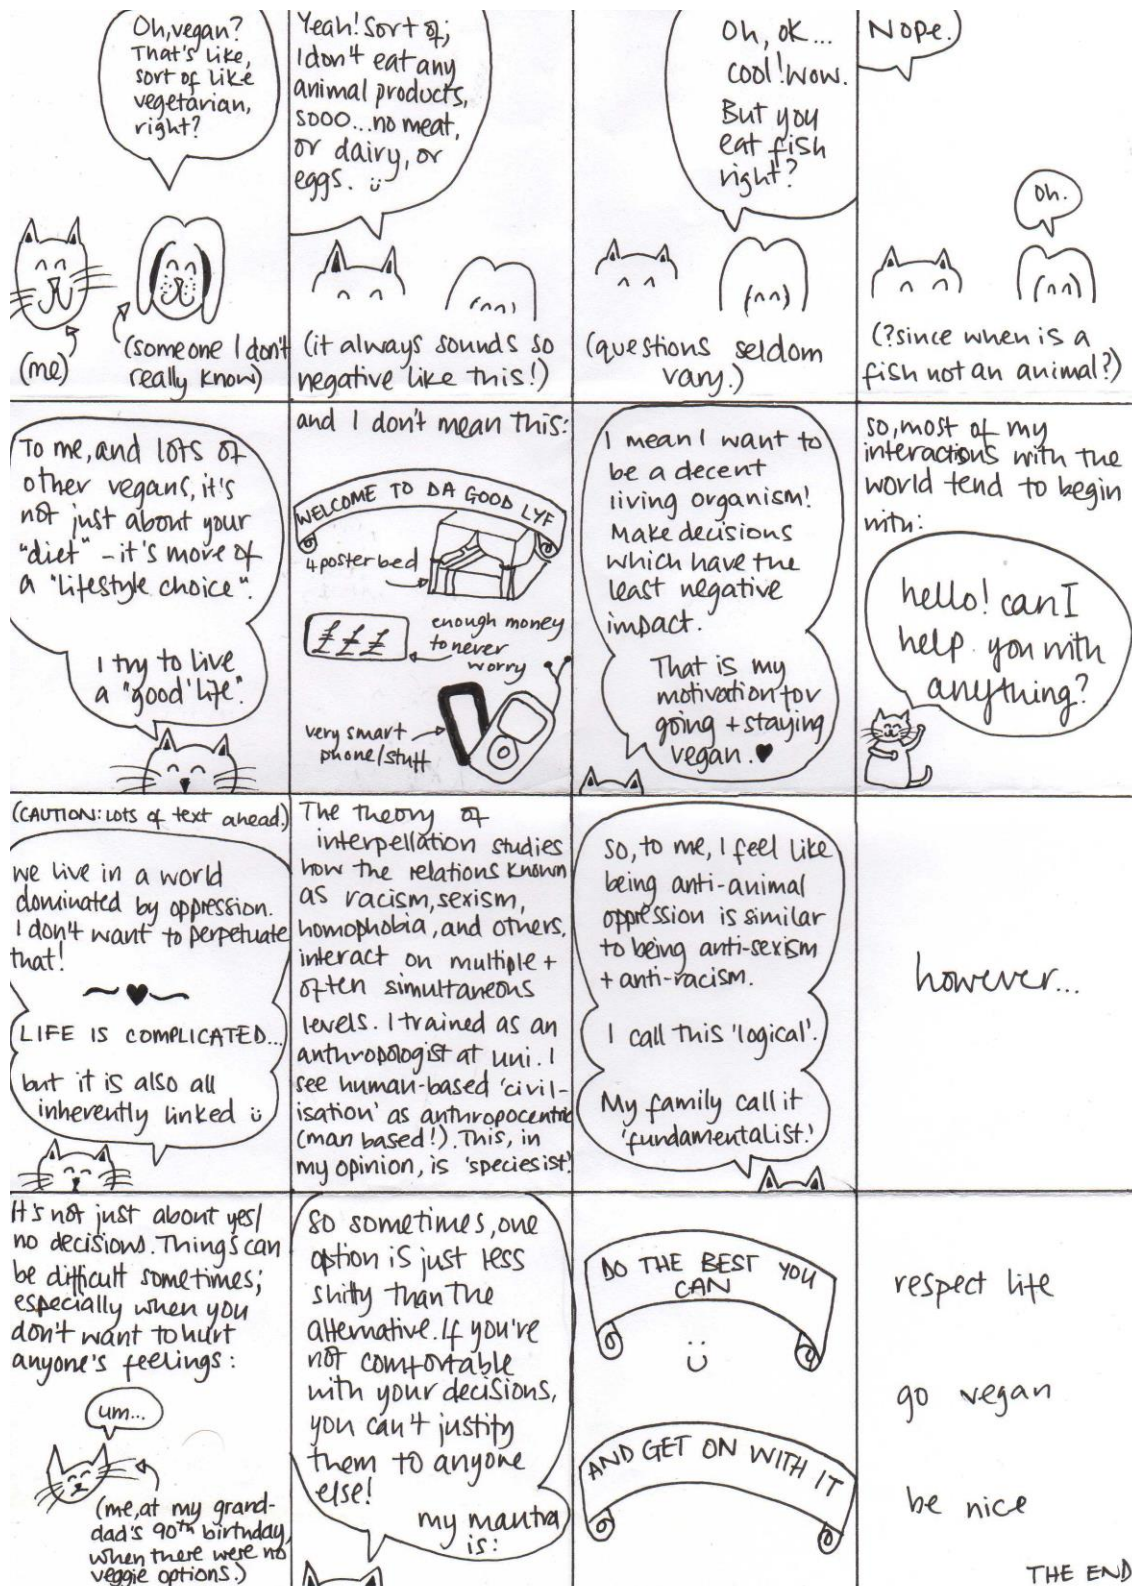 Oh, vegan?
That's like,
sort of like
vegetarian,
right?
(me)
(someone I don't
really know)
Yeah! Sort of;
I don't eat any
animal products,
sooo...no meat,
or dairy, or
eggs. :)
(it always sounds so
negative like this!)
Oh, ok...
cool! wow.
But you
eat fish
right?
(questions seldom
vary.)
Nope.
Oh.
(?since when is a
fish not an animal?)
To me, and lots of
other vegans, it's
not just about your
"diet" - it's more of
a "lifestyle choice".
I try to live
a "good life".
and I don't mean this:
WELCOME TO DA GOOD LYF
4 poster bed
£££
enough money
to never
worry
very smart
phone/stuff
I mean I want to
be a decent
living organism!
Make decisions
which have the
least negative
impact.
That is my
motivation for
going + staying
vegan. ♥
so, most of my
interactions with the
world tend to begin
with:
hello! can I
help you with
anything?
(CAUTION: Lots of text ahead.)
we live in a world
dominated by oppression.
I don't want to perpetuate
that!
~♥~
LIFE IS COMPLICATED...
but it is also all
inherently linked :)
The theory of
interpellation studies
how the relations known
as racism, sexism,
homophobia, and others,
interact on multiple +
often simultaneous
levels. I trained as an
anthropologist at uni. I
see human-based 'civil-
isation' as anthropocentric
(man based!). This, in
my opinion, is 'speciesist'.
So, to me, I feel like
being anti-animal
oppression is similar
to being anti-sexism
+ anti-racism.
I call this 'logical'.
My family call it
'fundamentalist.'
however...
It's not just about yes/
no decisions. Things can
be difficult sometimes;
especially when you
don't want to hurt
anyone's feelings:
um...
(me, at my grand-
dad's 90th birthday,
when there were no
veggie options.)
So sometimes, one
option is just less
shitty than the
alternative. If you're
not comfortable
with your decisions,
you can't justify
them to anyone
else!
my mantra
is:
DO THE BEST YOU
CAN
:)
AND GET ON WITH IT
respect life
go vegan
be nice
THE END